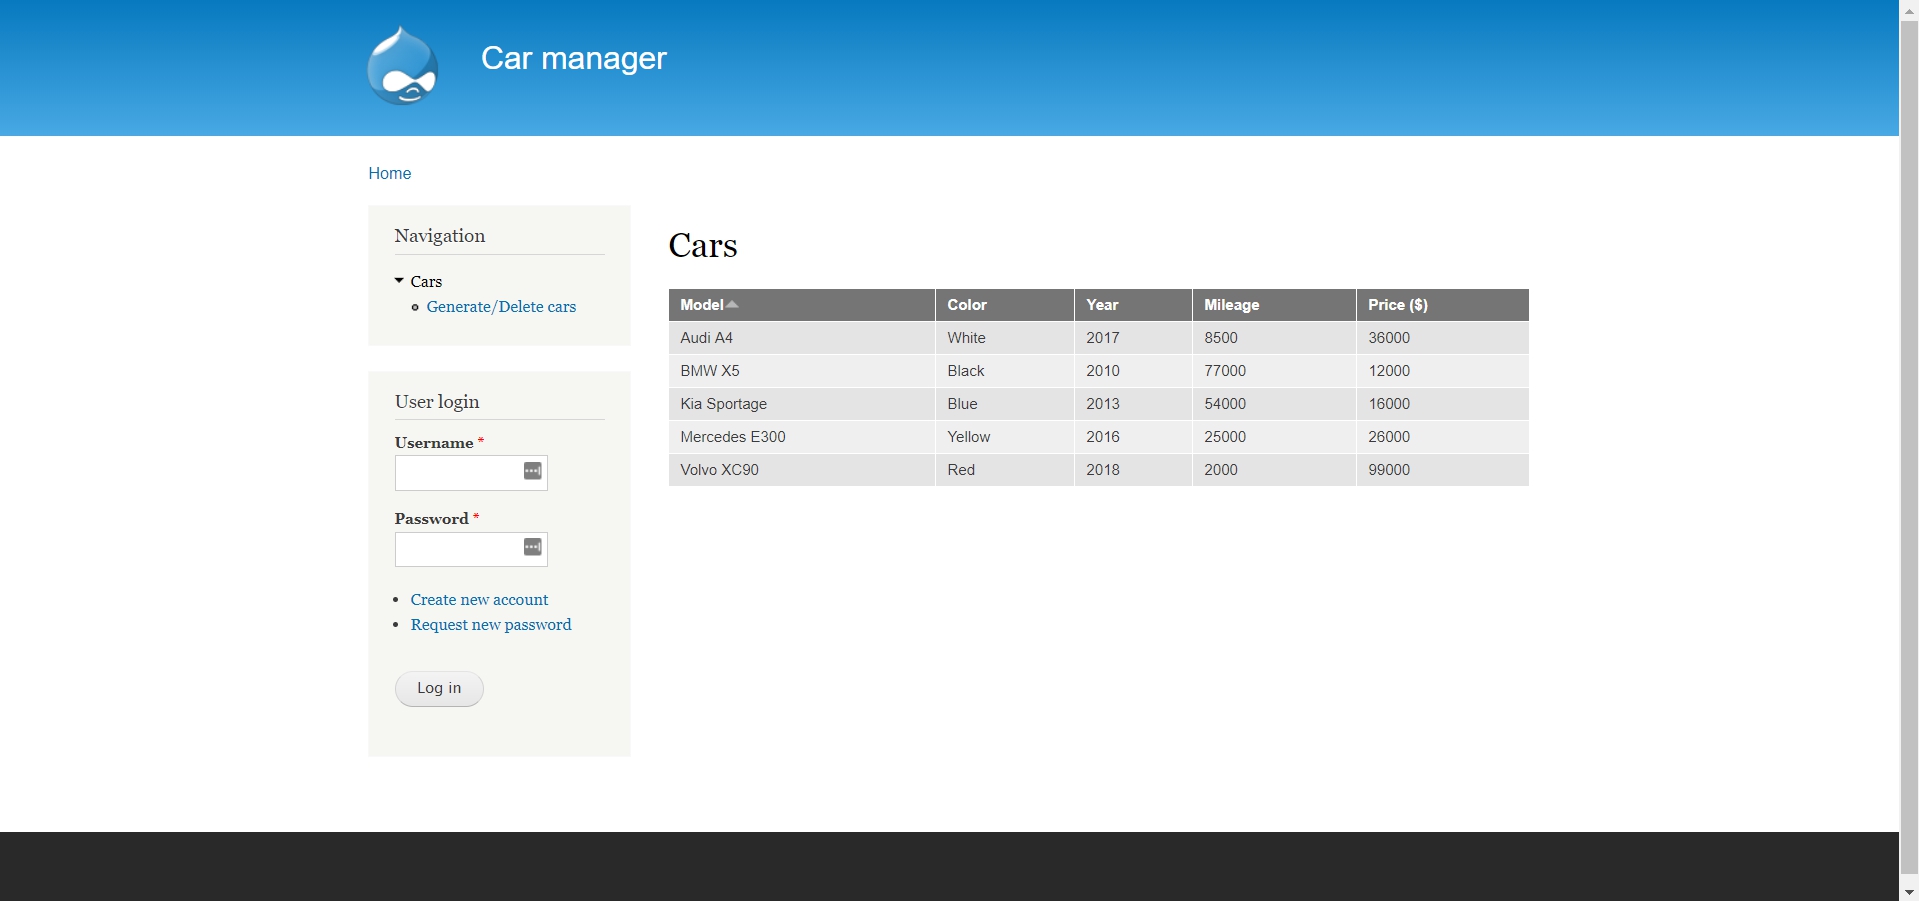 Car manager
Home
Navigation
Cars
Generate/Delete cars
User login
Username *
Password *
Create new account
Request new password
Log in
Cars
Model Color Year Mileage Price ($)
Audi A4 White 2017 8500 36000
BMW X5 Black 2010 77000 12000
Kia Sportage Blue 2013 54000 16000
Mercedes E300 Yellow 2016 25000 26000
Volvo XC90 Red 2018 2000 99000